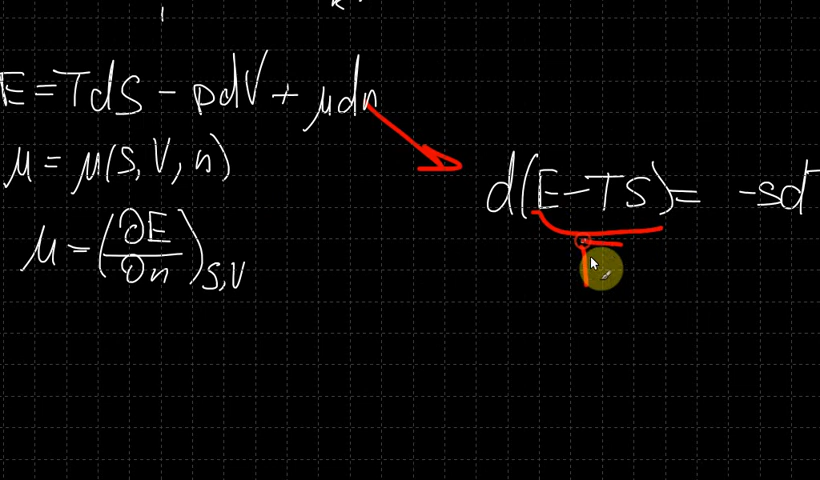 E = TdS - pdV + μdn
μ = μ(S, V, n)
μ = (∂E/∂n)S,V
d(E - TS) = -sd
F